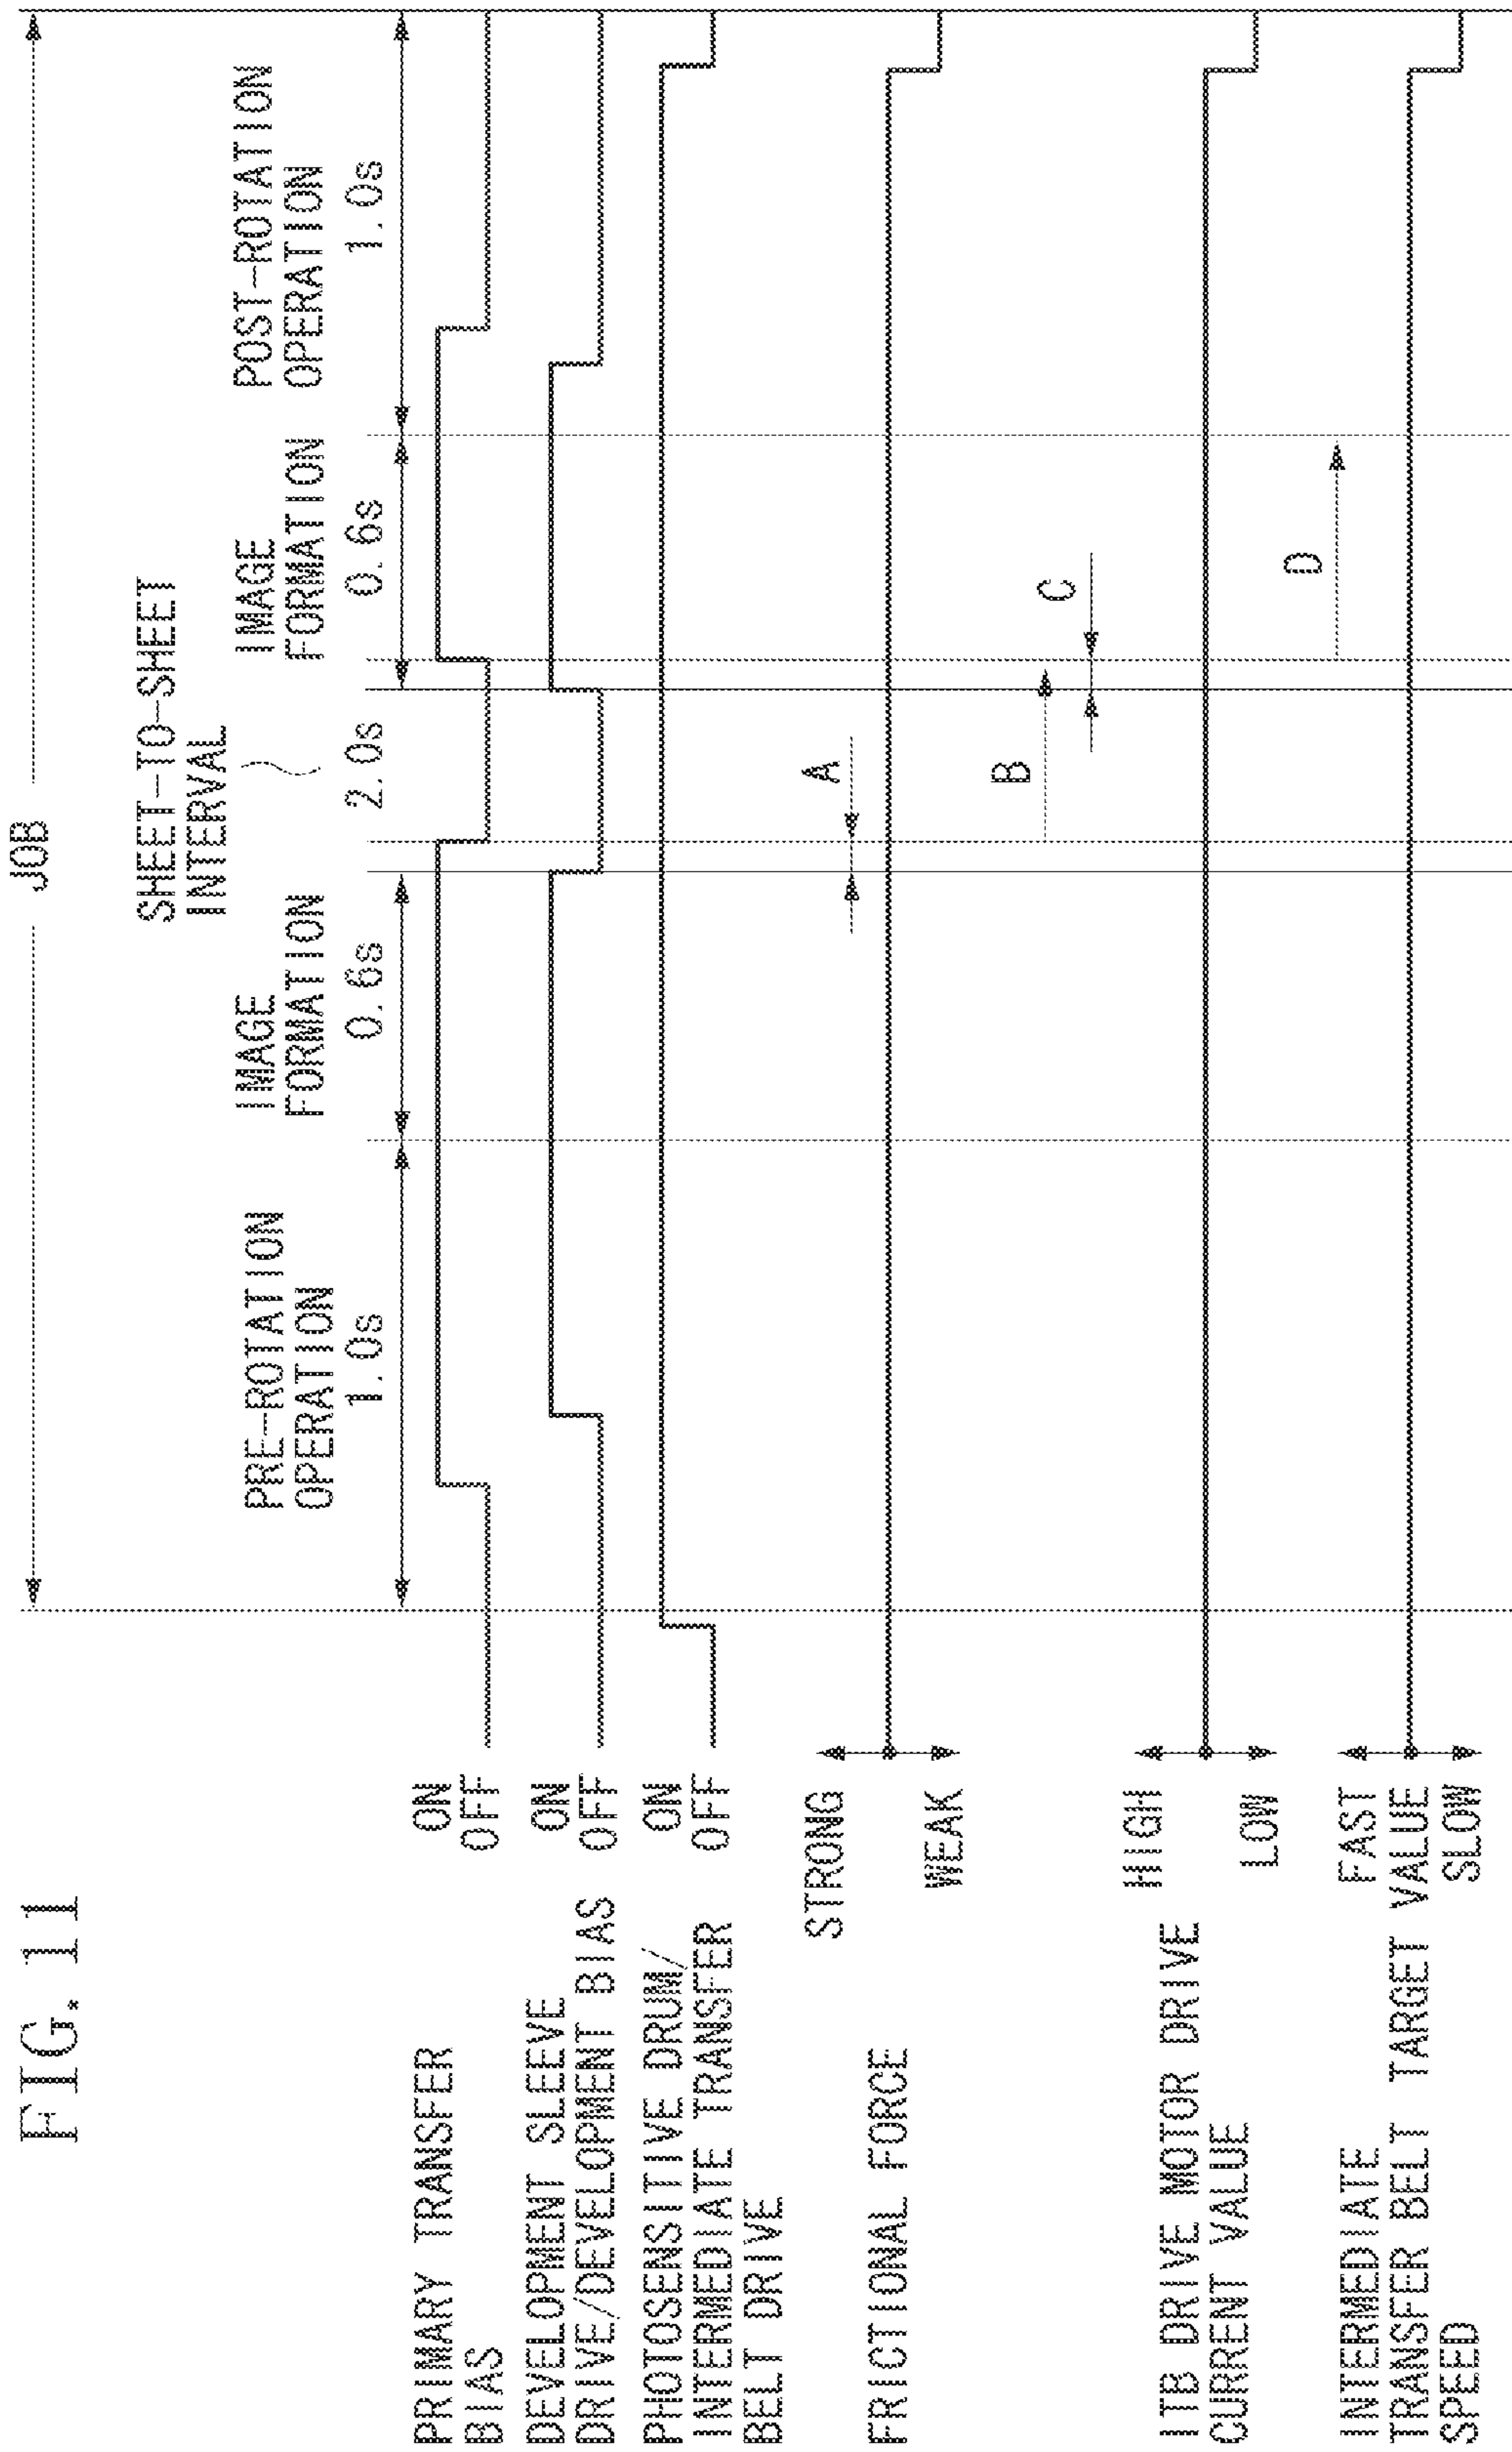 FIG. 11
JOB
SHEET-TO-SHEET
INTERVAL
PRE-ROTATION
OPERATION
1.0s
IMAGE
FORMATION
0.6s
2.0s
IMAGE
FORMATION
0.6s
POST-ROTATION
OPERATION
1.0s
PRIMARY TRANSFER
BIAS
ON
OFF
DEVELOPMENT SLEEVE
DRIVE/DEVELOPMENT BIAS
ON
OFF
PHOTOSENSITIVE DRUM/
INTERMEDIATE TRANSFER
BELT DRIVE
ON
OFF
STRONG
FRICTIONAL FORCE
WEAK
A
B
C
HIGH
ITB DRIVE MOTOR DRIVE
CURRENT VALUE
LOW
D
INTERMEDIATE
TRANSFER BELT
SPEED
FAST
TARGET VALUE
SLOW